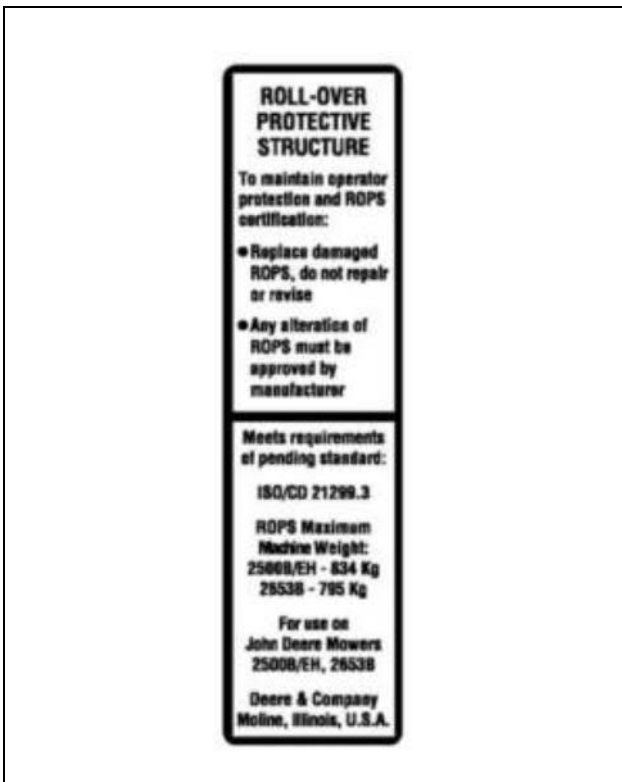 ROLL-OVER
PROTECTIVE
STRUCTURE
To maintain operator
protection and ROPS
certification:
●Replace damaged
ROPS, do not repair
or revise
●Any alteration of
ROPS must be
approved by
manufacturer
Meets requirements
of pending standard:
ISO/CD 21299.3
ROPS Maximum
Machine Weight:
2500B/EH - 834 Kg
2653B - 795 Kg
For use on
John Deere Mowers
2500B/EH, 2653B
Deere & Company
Moline, Illinois, U.S.A.